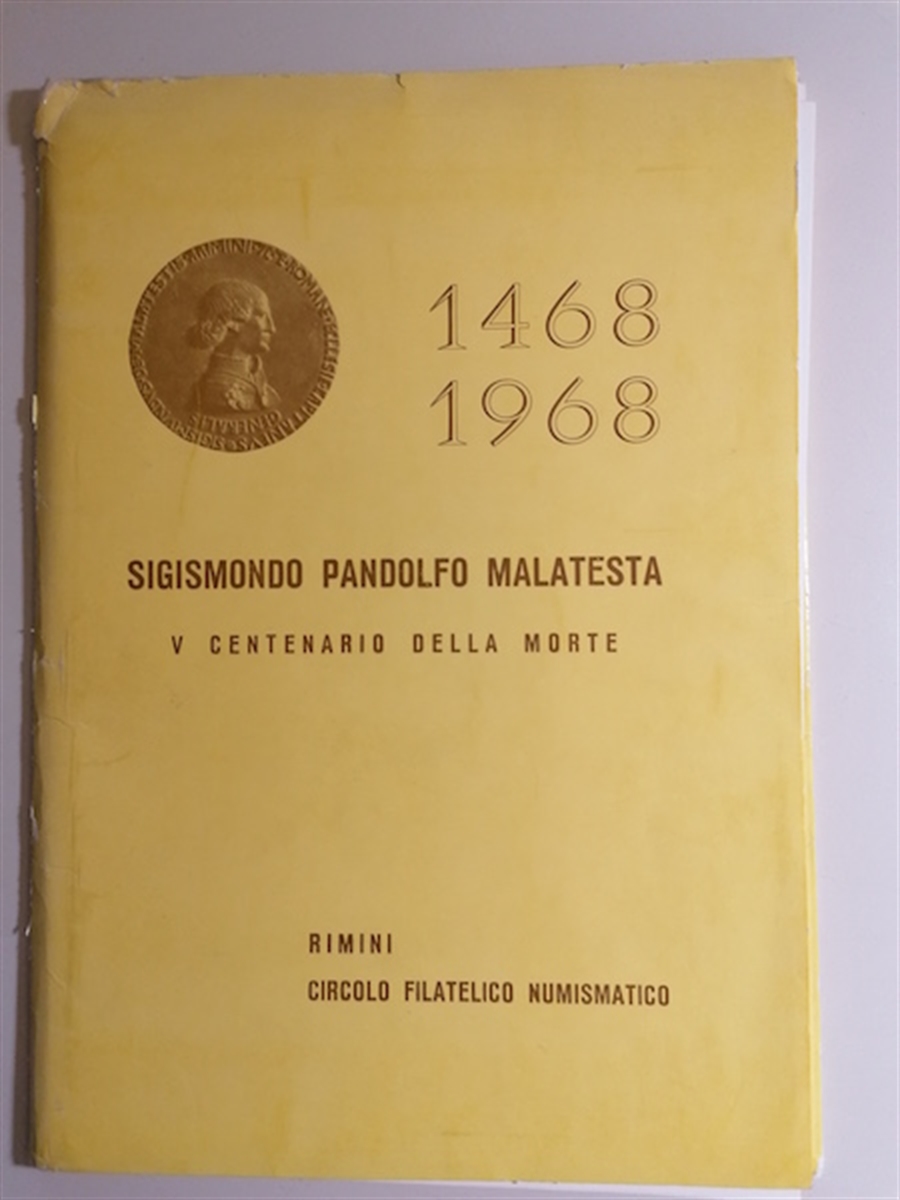 1468
1968
SIGISMONDO PANDOLFO MALATESTA
V CENTENARIO DELLA MORTE
RIMINI
CIRCOLO FILATELICO NUMISMATICO